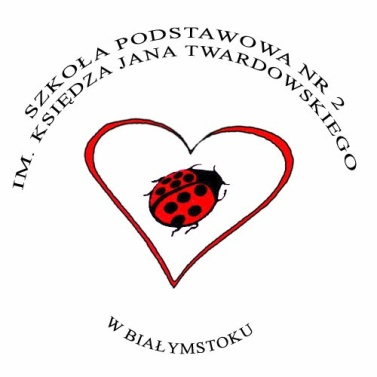 SZKOŁA PODSTAWOWA NR 2
IM. KSIĘDZA JANA TWARDOWSKIEGO
W BIAŁYMSTOKU